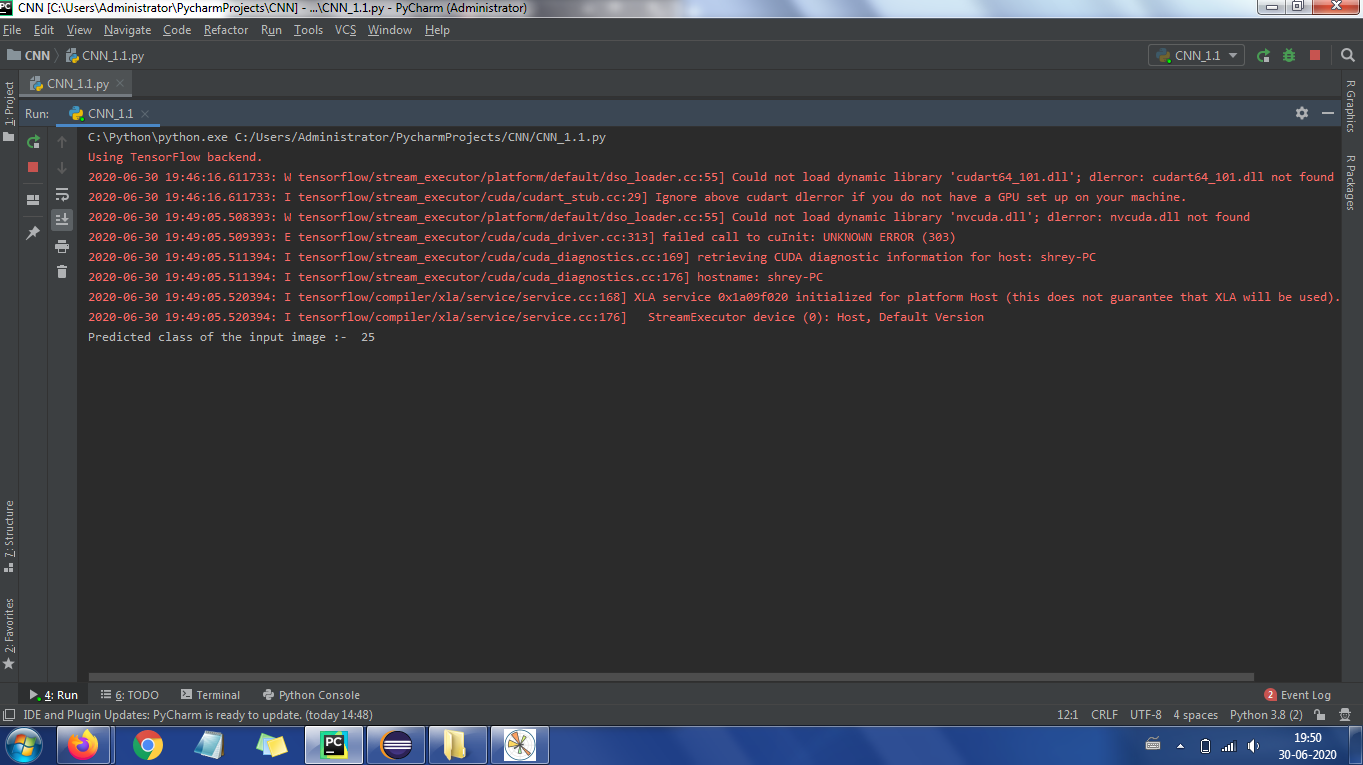 CNN [C:\Users\Administrator\PycharmProjects\CNN] - ...\CNN_1.1.py - PyCharm (Administrator)
File Edit View Navigate Code Refactor Run Tools VCS Window Help
CNN CNN_1.1.py
CNN_1.1
CNN_1.1.py
1: Project
R Graphics
R Packages
Run: CNN_1.1
C:\Python\python.exe C:/Users/Administrator/PycharmProjects/CNN/CNN_1.1.py
Using TensorFlow backend.
2020-06-30 19:46:16.611733: W tensorflow/stream_executor/platform/default/dso_loader.cc:55] Could not load dynamic library 'cudart64_101.dll'; dlerror: cudart64_101.dll not found
2020-06-30 19:46:16.611733: I tensorflow/stream_executor/cuda/cudart_stub.cc:29] Ignore above cudart dlerror if you do not have a GPU set up on your machine.
2020-06-30 19:49:05.508393: W tensorflow/stream_executor/platform/default/dso_loader.cc:55] Could not load dynamic library 'nvcuda.dll'; dlerror: nvcuda.dll not found
2020-06-30 19:49:05.509393: E tensorflow/stream_executor/cuda/cuda_driver.cc:313] failed call to cuInit: UNKNOWN ERROR (303)
2020-06-30 19:49:05.511394: I tensorflow/stream_executor/cuda/cuda_diagnostics.cc:169] retrieving CUDA diagnostic information for host: shrey-PC
2020-06-30 19:49:05.511394: I tensorflow/stream_executor/cuda/cuda_diagnostics.cc:176] hostname: shrey-PC
2020-06-30 19:49:05.520394: I tensorflow/compiler/xla/service/service.cc:168] XLA service 0x1a09f020 initialized for platform Host (this does not guarantee that XLA will be used).
2020-06-30 19:49:05.520394: I tensorflow/compiler/xla/service/service.cc:176]   StreamExecutor device (0): Host, Default Version
Predicted class of the input image :-  25
7: Structure
2: Favorites
4: Run 6: TODO Terminal Python Console
2 Event Log
IDE and Plugin Updates: PyCharm is ready to update. (today 14:48)
12:1 CRLF UTF-8 4 spaces Python 3.8 (2)
PC
19:50
30-06-2020